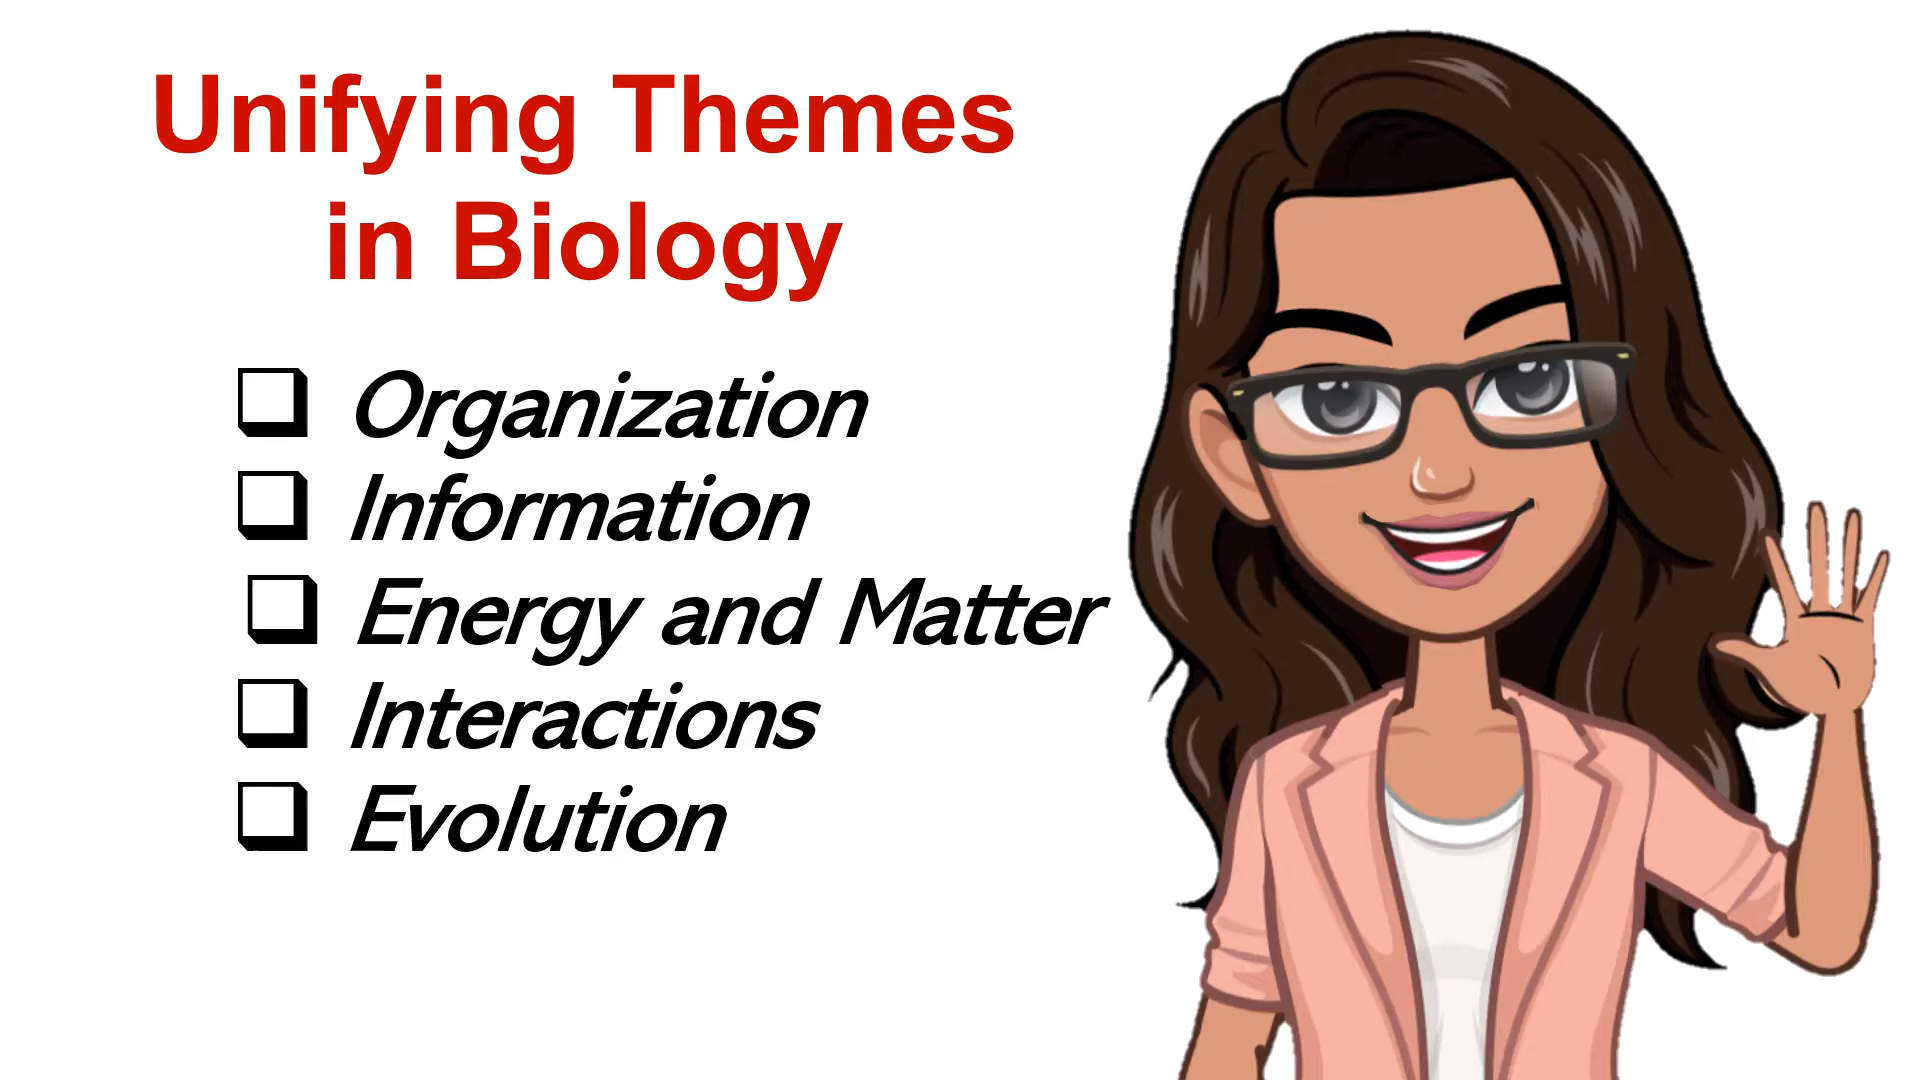 Unifying Themes
in Biology
Organization
Information
Energy and Matter
Interactions
Evolution